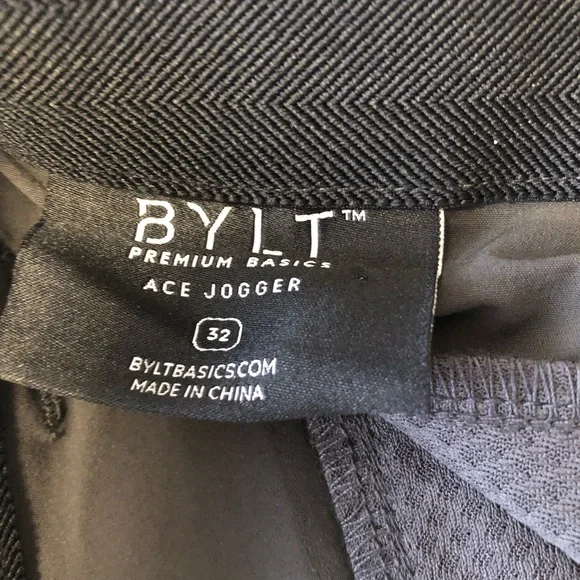 BYLT™
PREMIUM BASICS
ACE JOGGER
32
BYLTBASICS.COM
MADE IN CHINA